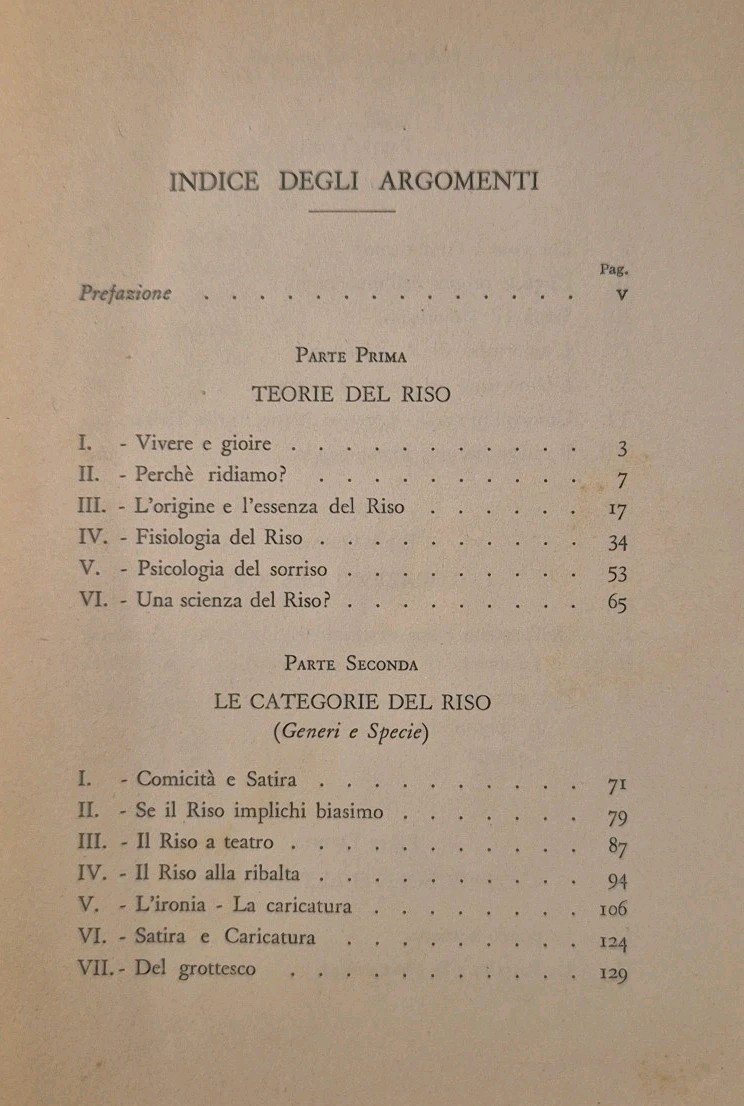 INDICE DEGLI ARGOMENTI
Pag.
Prefazione . . . . . . . . . . . . . . V
PARTE PRIMA
TEORIE DEL RISO
I. - Vivere e gioire . . . . . . . . . . . 3
II. - Perchè ridiamo? . . . . . . . . . . 7
III. - L'origine e l'essenza del Riso . . . . . . 17
IV. - Fisiologia del Riso . . . . . . . . . . 34
V. - Psicologia del sorriso . . . . . . . . . 53
VI. - Una scienza del Riso? . . . . . . . . . 65
PARTE SECONDA
LE CATEGORIE DEL RISO
(Generi e Specie)
I. - Comicità e Satira . . . . . . . . . . 71
II. - Se il Riso implichi biasimo . . . . . . . 79
III. - Il Riso a teatro . . . . . . . . . . . 87
IV. - Il Riso alla ribalta . . . . . . . . . . 94
V. - L'ironia - La caricatura . . . . . . . . 106
VI. - Satira e Caricatura . . . . . . . . . 124
VII. - Del grottesco . . . . . . . . . . . 129